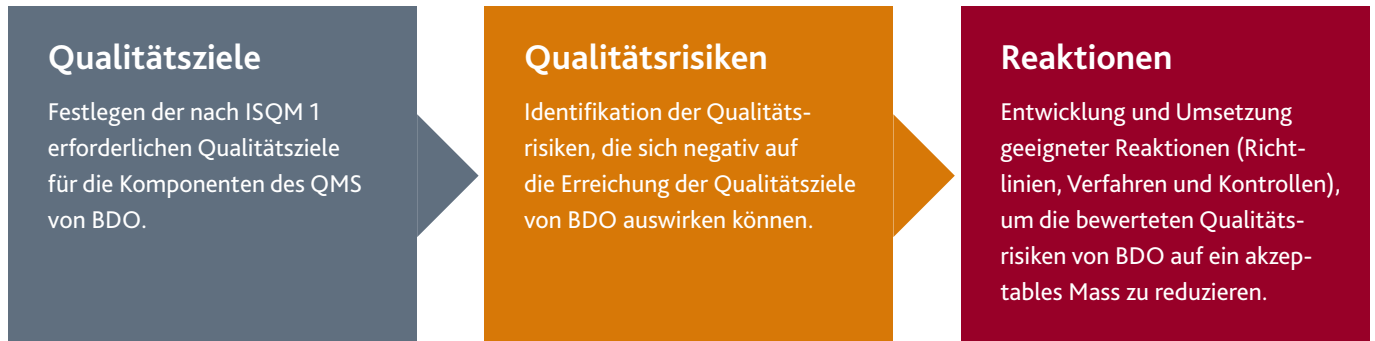 Qualitätsziele
Festlegen der nach ISQM 1
erforderlichen Qualitätsziele
für die Komponenten des QMS
von BDO.
Qualitätsrisiken
Identifikation der Qualitäts-
risiken, die sich negativ auf
die Erreichung der Qualitätsziele
von BDO auswirken können.
Reaktionen
Entwicklung und Umsetzung
geeigneter Reaktionen (Richt-
linien, Verfahren und Kontrollen),
um die bewerteten Qualitäts-
risiken von BDO auf ein akzep-
tables Mass zu reduzieren.